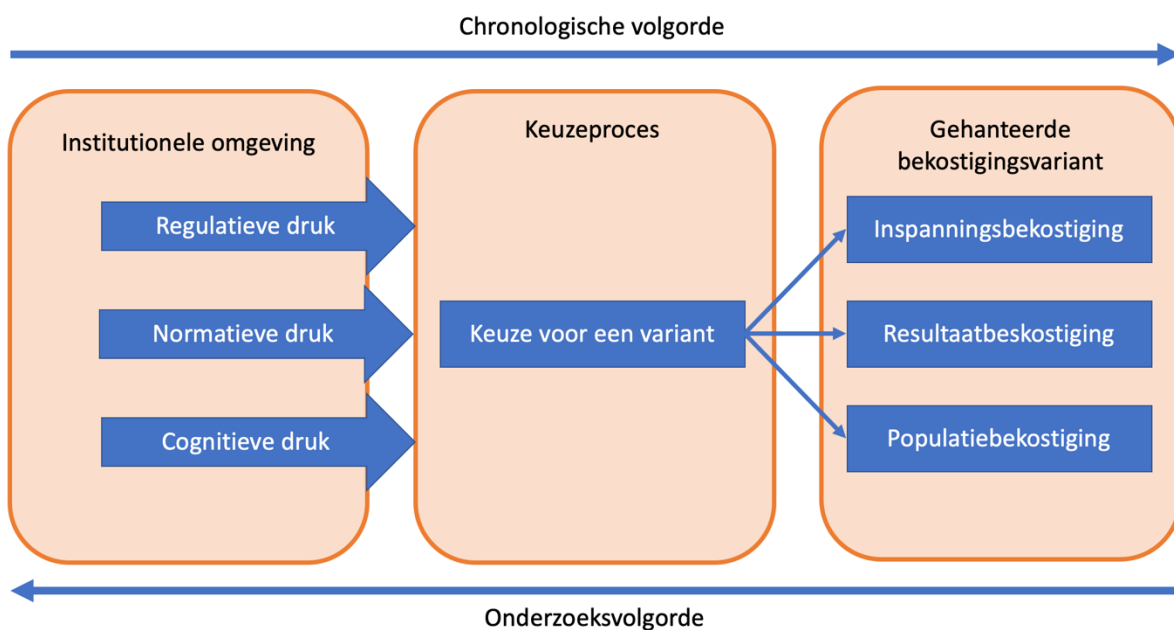 Chronologische volgorde
Institutionele omgeving
Regulatieve druk
Normatieve druk
Cognitieve druk
Keuzeproces
Keuze voor een variant
Gehanteerde
bekostigingsvariant
Inspanningsbekostiging
Resultaatbeskostiging
Populatiebekostiging
Onderzoeksvolgorde